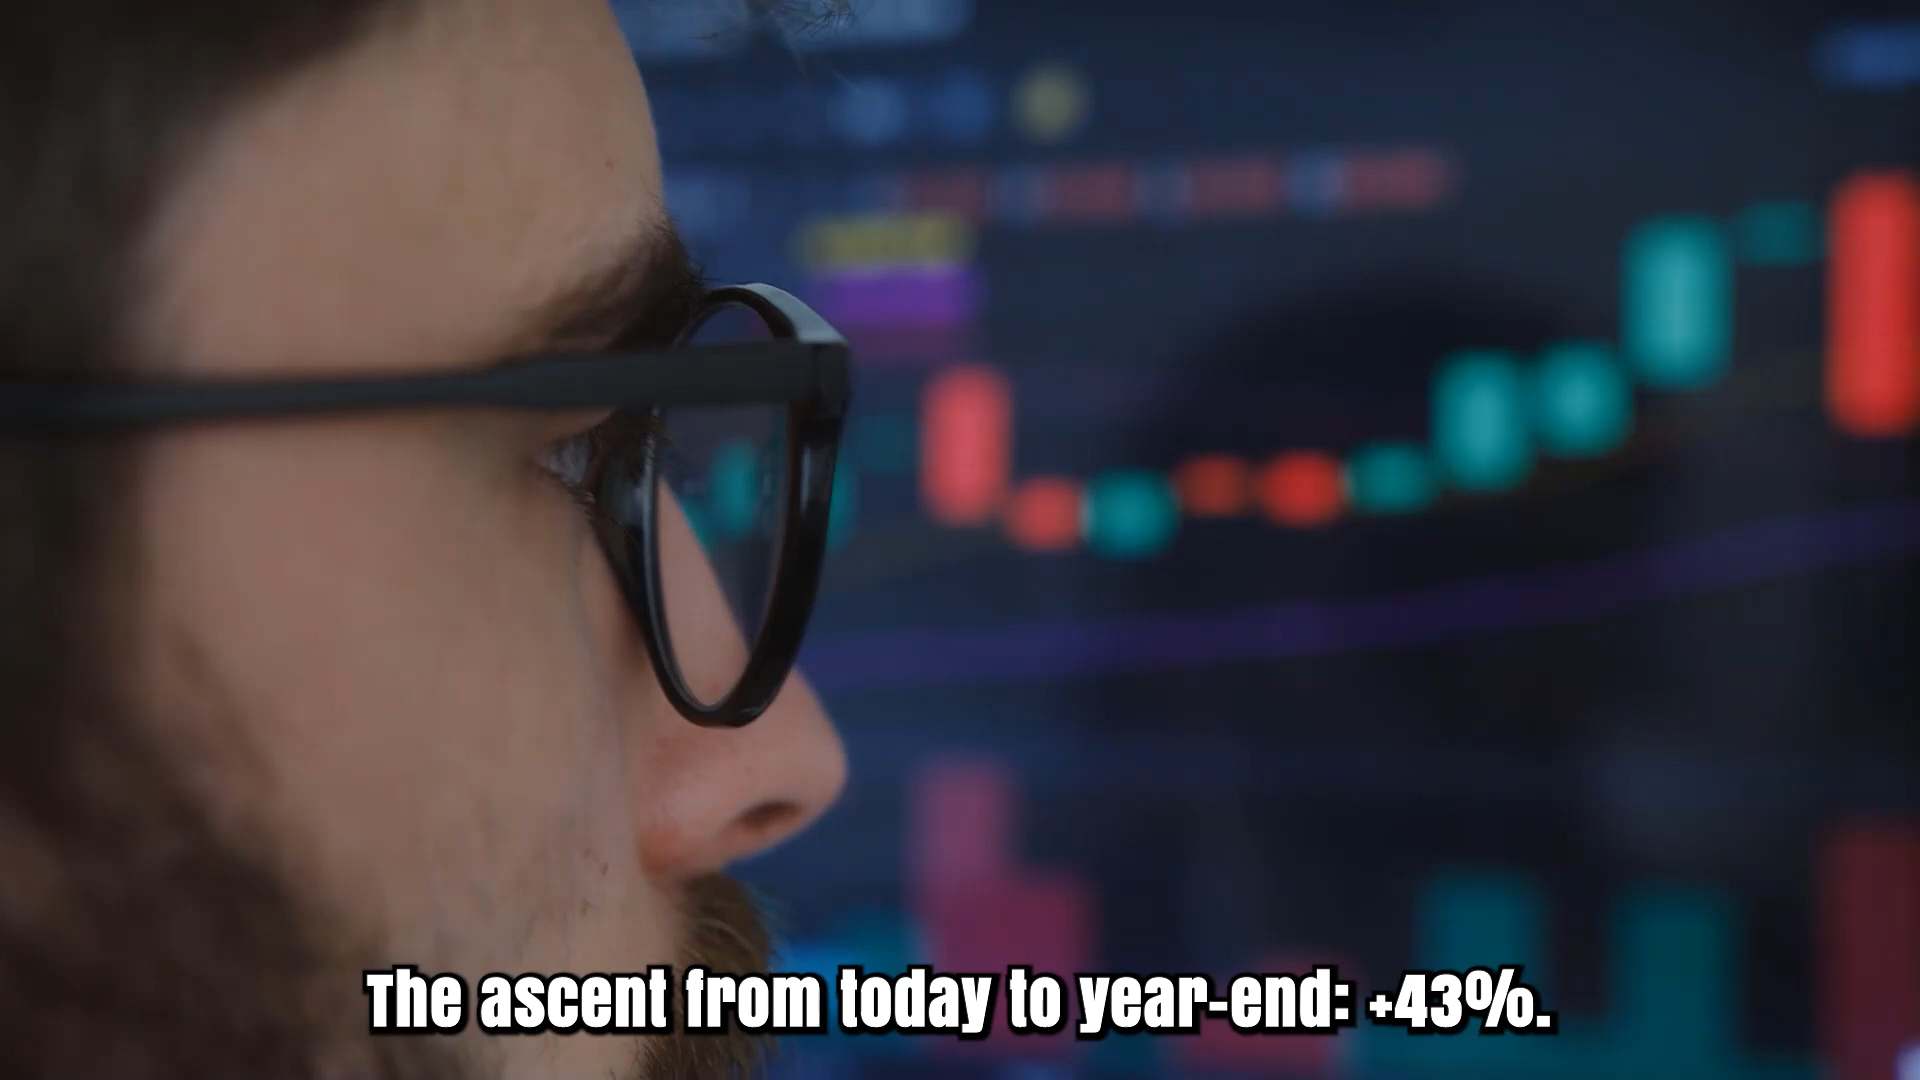 The ascent from today to year-end: +43%.